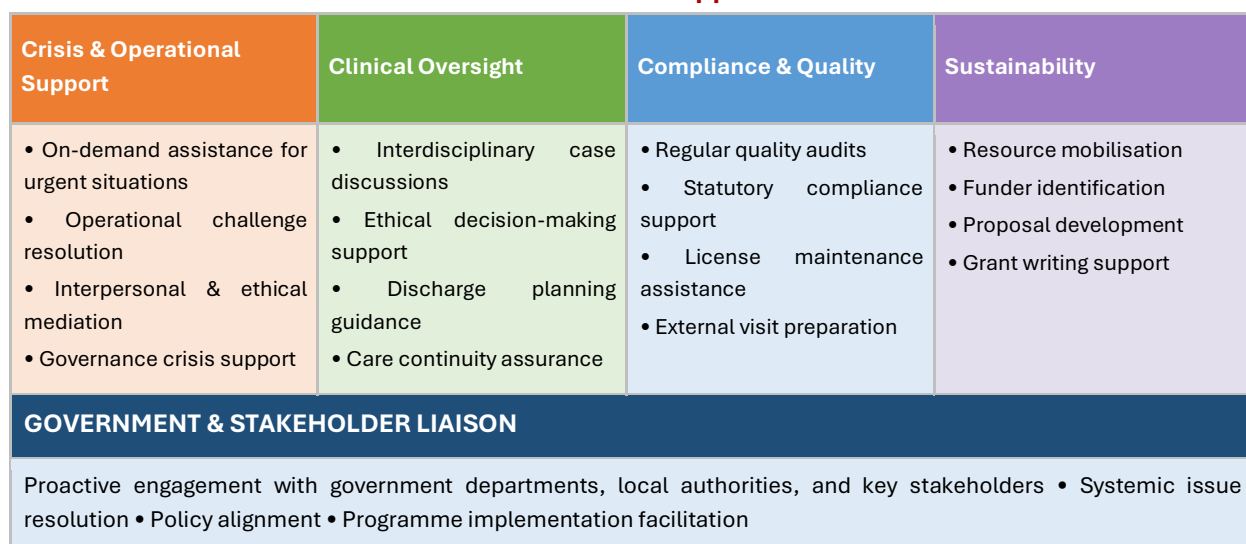 Crisis & Operational
Support
Clinical Oversight
Compliance & Quality
Sustainability
• On-demand assistance for
urgent situations
• Operational challenge
resolution
• Interpersonal & ethical
mediation
• Governance crisis support
• Interdisciplinary case
discussions
• Ethical decision-making
support
• Discharge planning
guidance
• Care continuity assurance
• Regular quality audits
• Statutory compliance
support
• License maintenance
assistance
• External visit preparation
• Resource mobilisation
• Funder identification
• Proposal development
• Grant writing support
GOVERNMENT & STAKEHOLDER LIAISON
Proactive engagement with government departments, local authorities, and key stakeholders • Systemic issue
resolution • Policy alignment • Programme implementation facilitation